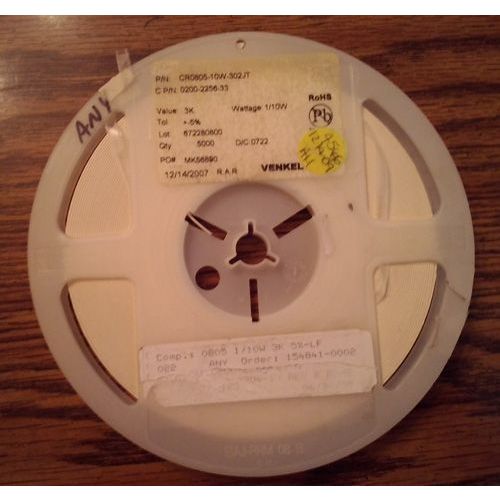 P/N: CR0805-10W-302JT
C P/N: 0200-2256-33
Value: 3K Wattage: 1/10W
Tol +-5%
Lot: 672280800
Qty 5000 D/C:0722
PO# MK56890
12/14/2007 R.A.R VENKEL
RoHS
Pb
ANY
Comp.: 0805 1/10W 3K 5%-LF
022 ANY Order: 154841-0002